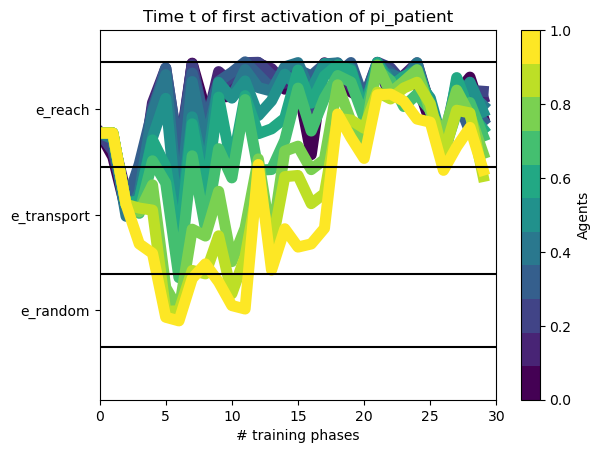 Time t of first activation of pi_patient
e_reach
e_transport
e_random
0
5
10
15
20
25
30
# training phases
1.0
0.8
0.6
0.4
0.2
0.0
Agents